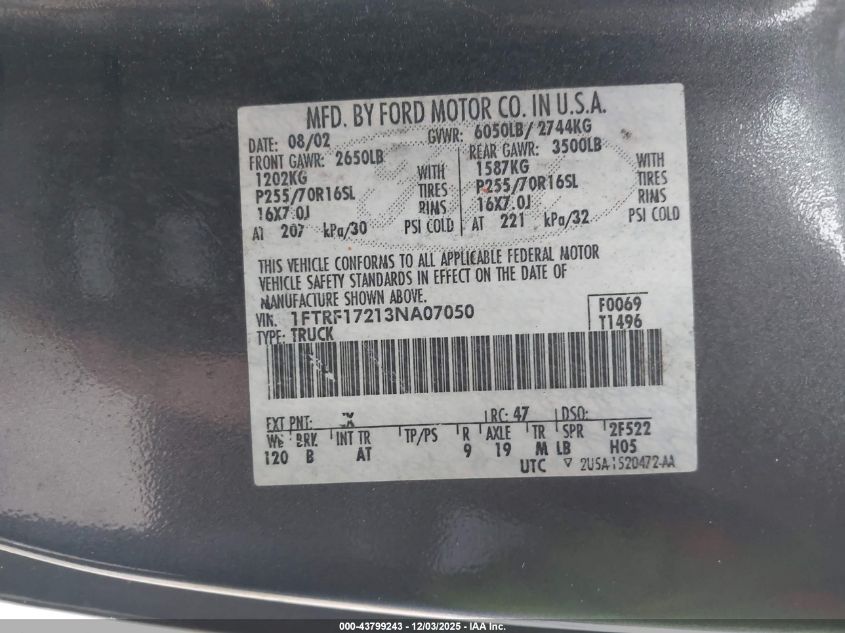 MFD. BY FORD MOTOR CO. IN U.S.A.
DATE: 08/02 GVWR: 6050LB/ 2744KG
FRONT GAWR: 2650LB REAR GAWR: 3500LB
1202KG WITH 1587KG WITH
P255/70R16SL TIRES P255/70R16SL TIRES
16X7.0J RIMS 16X7.0J RIMS
AT 207 kPa/30 PSI COLD AT 221 kPa/32 PSI COLD
THIS VEHICLE CONFORMS TO ALL APPLICABLE FEDERAL MOTOR
VEHICLE SAFETY STANDARDS IN EFFECT ON THE DATE OF
MANUFACTURE SHOWN ABOVE.
VIN: 1FTRF17213NA07050 F0069
TYPE: TRUCK T1496
EXT PNT: RC: 47 DSO:
WB BRK INT TR TP/PS R AXLE TR SPR 2F522
120 B AT 9 19 M LB H05
UTC ▽ 2USA-1520472-AA
000-43799243 - 12/03/2025 - IAA Inc.